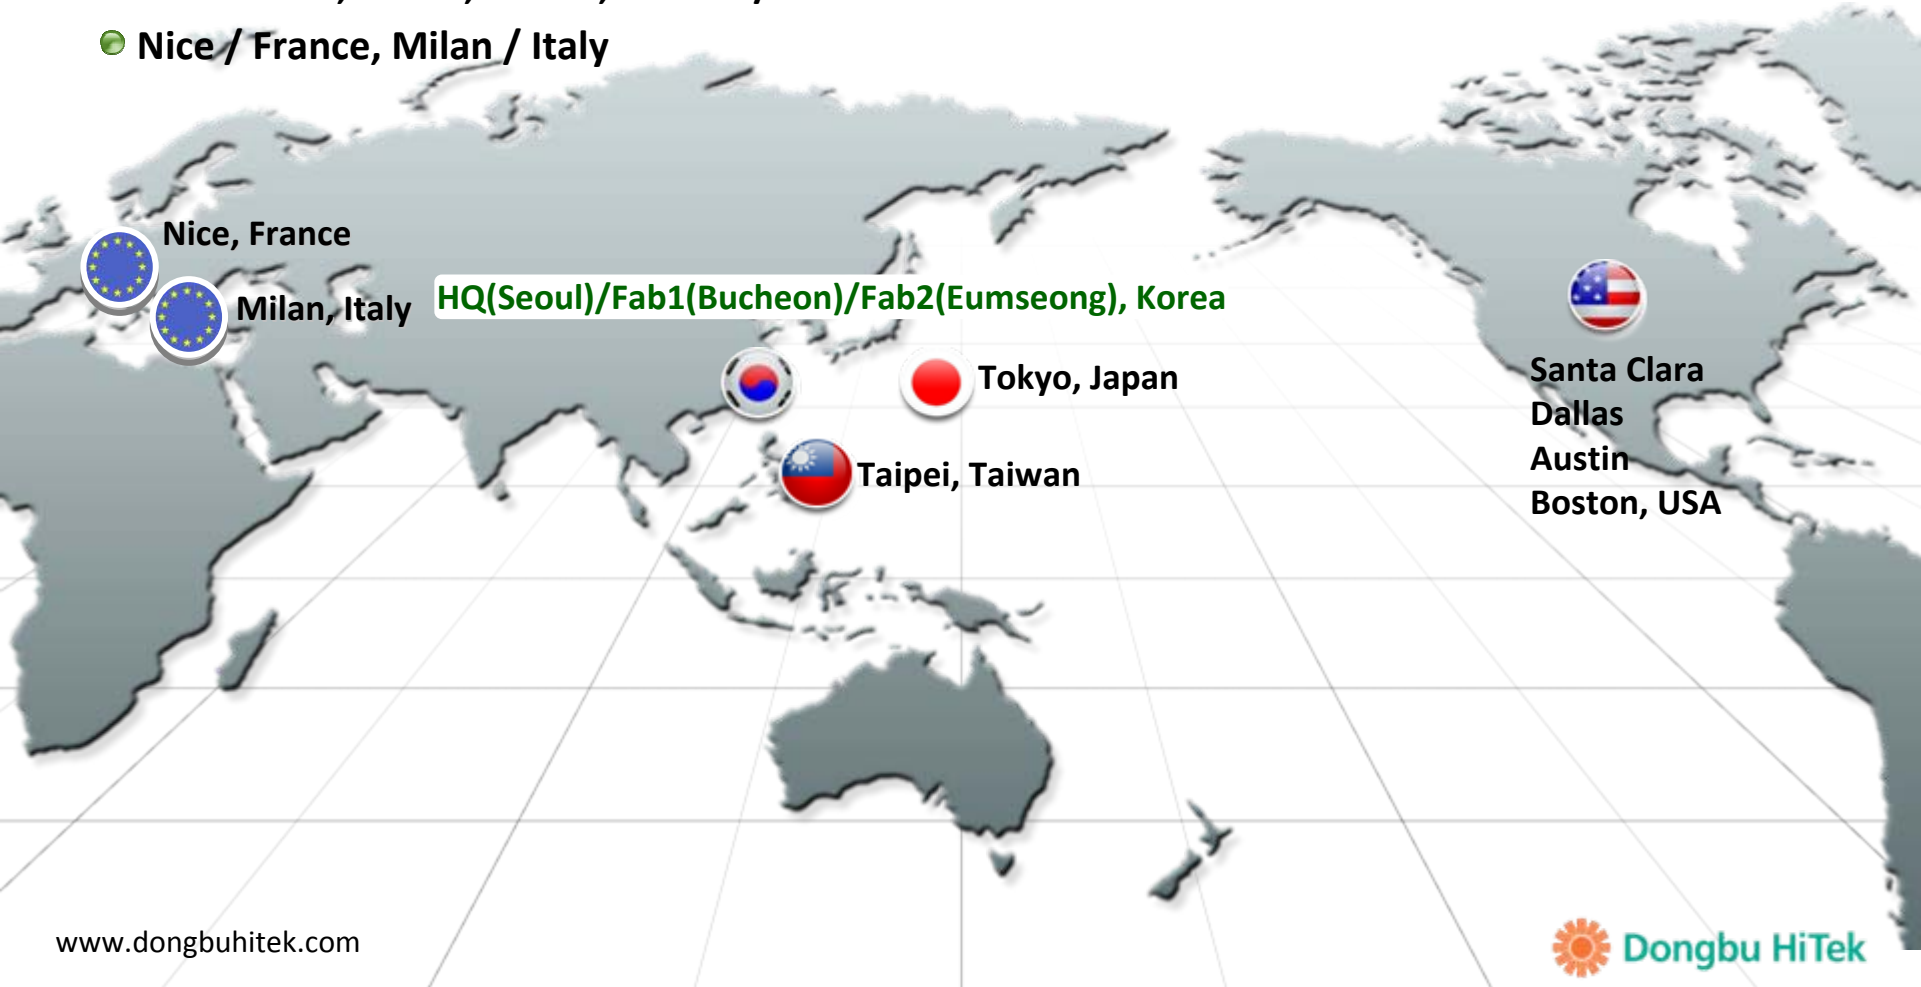 Nice / France, Milan / Italy
Nice, France
Milan, Italy
HQ(Seoul)/Fab1(Bucheon)/Fab2(Eumseong), Korea
Tokyo, Japan
Taipei, Taiwan
Santa Clara
Dallas
Austin
Boston, USA
www.dongbuhitek.com
Dongbu HiTek